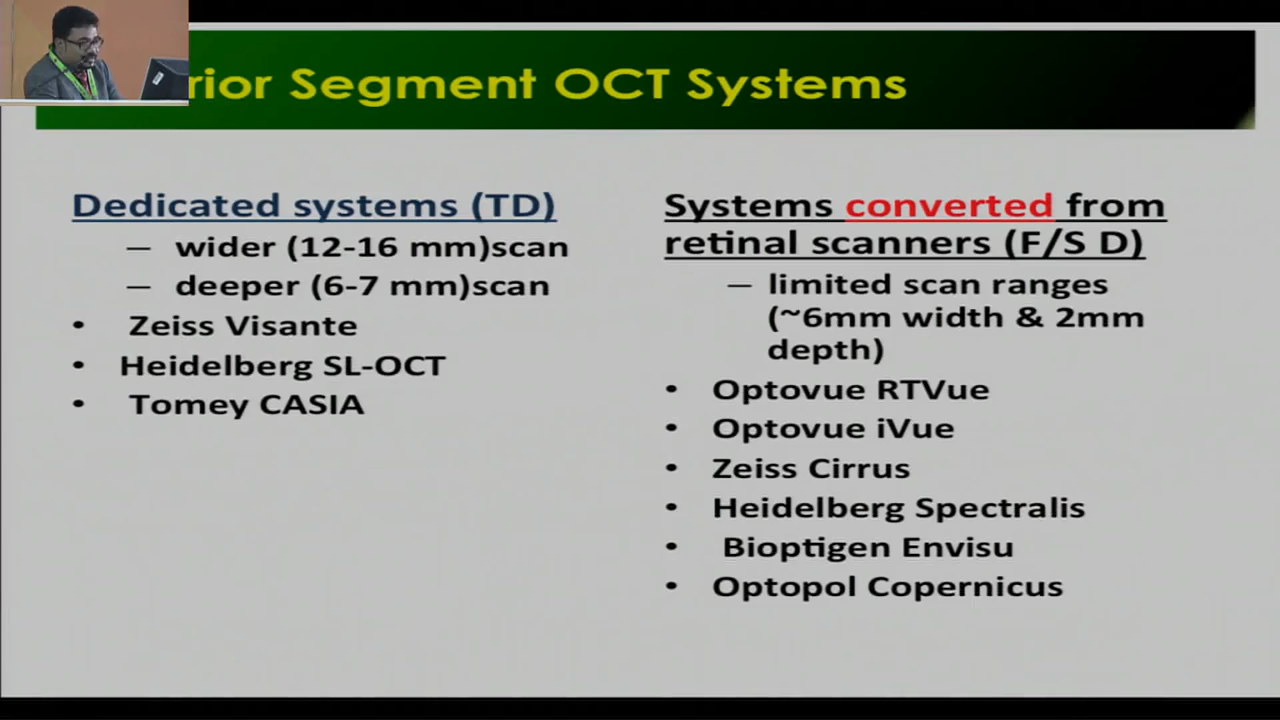 rior Segment OCT Systems
Dedicated systems (TD)
– wider (12-16 mm)scan
– deeper (6-7 mm)scan
• Zeiss Visante
• Heidelberg SL-OCT
• Tomey CASIA
Systems converted from
retinal scanners (F/S D)
– limited scan ranges
(~6mm width & 2mm
depth)
• Optovue RTVue
• Optovue iVue
• Zeiss Cirrus
• Heidelberg Spectralis
• Bioptigen Envisu
• Optopol Copernicus